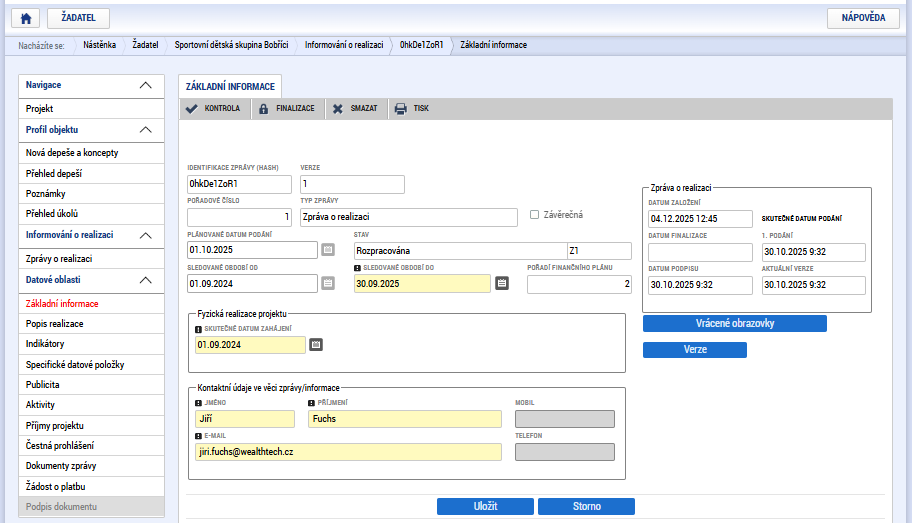 ŽADATEL
NÁPOVĚDA
Nacházíte se: Nástěnka Žadatel Sportovní dětská skupina Bobříci Informování o realizaci 0hkDe1ZoR1 Základní informace
Navigace
Projekt
Profil objektu
Nová depeše a koncepty
Přehled depeší
Poznámky
Přehled úkolů
Informování o realizaci
Zprávy o realizaci
Datové oblasti
Základní informace
Popis realizace
Indikátory
Specifické datové položky
Publicita
Aktivity
Příjmy projektu
Čestná prohlášení
Dokumenty zprávy
Žádost o platbu
Podpis dokumentu
ZÁKLADNÍ INFORMACE
KONTROLA FINALIZACE SMAZAT TISK
IDENTIFIKACE ZPRÁVY (HASH) VERZE
0hkDe1ZoR1 1
POŘADOVÉ ČÍSLO TYP ZPRÁVY
1 Zpráva o realizaci Závěrečná
PLÁNOVANÉ DATUM PODÁNÍ STAV
01.10.2025 Rozpracována Z1
SLEDOVANÉ OBDOBÍ OD SLEDOVANÉ OBDOBÍ DO POŘADÍ FINANČNÍHO PLÁNU
01.09.2024 30.09.2025 2
Fyzická realizace projektu
SKUTEČNÉ DATUM ZAHÁJENÍ
01.09.2024
Kontaktní údaje ve věci zprávy/informace
JMÉNO PŘÍJMENÍ MOBIL
Jiří Fuchs
E-MAIL TELEFON
jiri.fuchs@wealthtech.cz
Zpráva o realizaci
DATUM ZALOŽENÍ
04.12.2025 12:45 SKUTEČNÉ DATUM PODÁNÍ
DATUM FINALIZACE 1. PODÁNÍ
30.10.2025 9:32
DATUM PODPISU AKTUÁLNÍ VERZE
30.10.2025 9:32 30.10.2025 9:32
Vrácené obrazovky
Verze
Uložit Storno